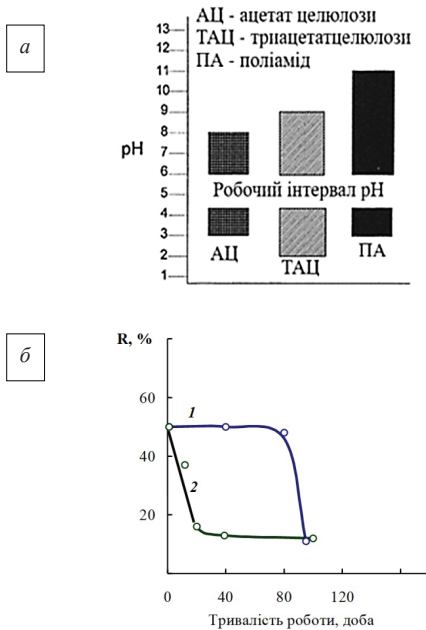 а
АЦ - ацетат целюлози
ТАЦ - триацетатцелюлози
ПА - поліамід
13
12
11
10
9
8
pH
7
6
5
4
3
2
1
Робочий інтервал pH
АЦ
ТАЦ
ПА
б
R, %
60
40
20
1
2
0
40
80
120
Тривалість роботи, доба